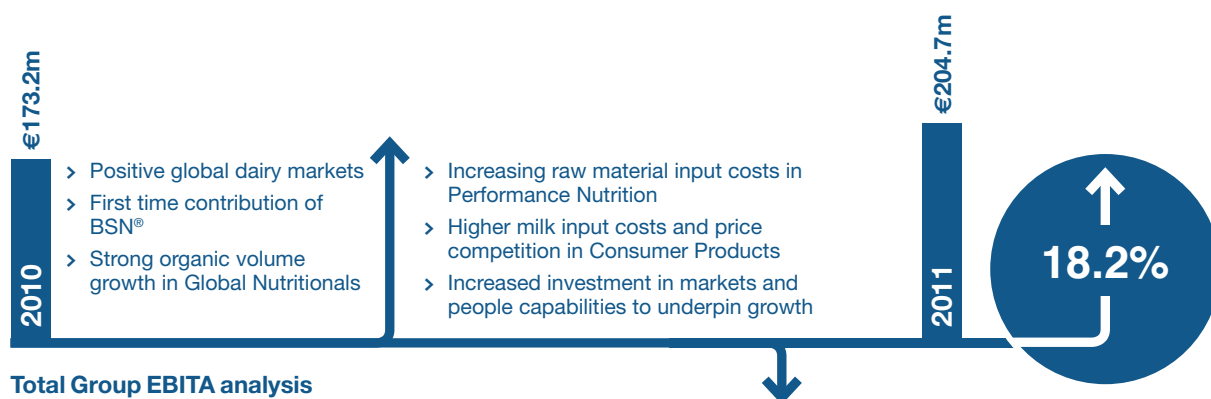 €173.2m
2010
› Positive global dairy markets
› First time contribution of
BSN®
› Strong organic volume
growth in Global Nutritionals
› Increasing raw material input costs in
Performance Nutrition
› Higher milk input costs and price
competition in Consumer Products
› Increased investment in markets and
people capabilities to underpin growth
€204.7m
2011
18.2%
Total Group EBITA analysis